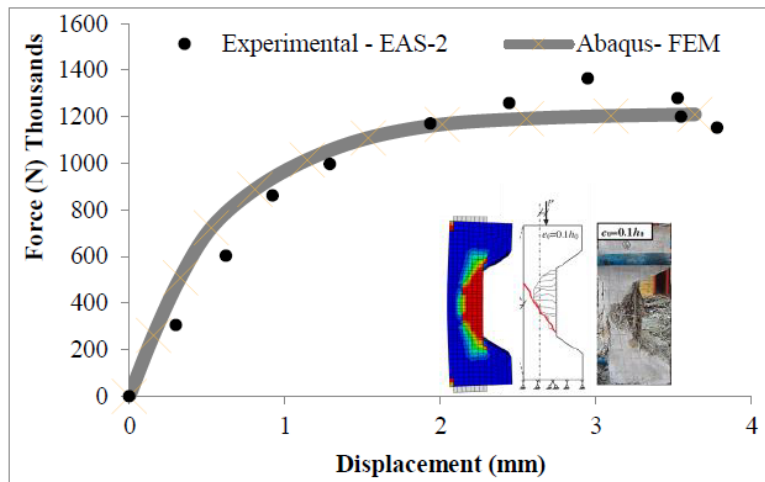 1600
Experimental - EAS-2
Abaqus- FEM
1400
1200
1000
800
600
400
200
0
Force (N) Thousands
P
e₀=0.1h₀
e₀=0.1h₀
0
1
2
3
4
Displacement (mm)